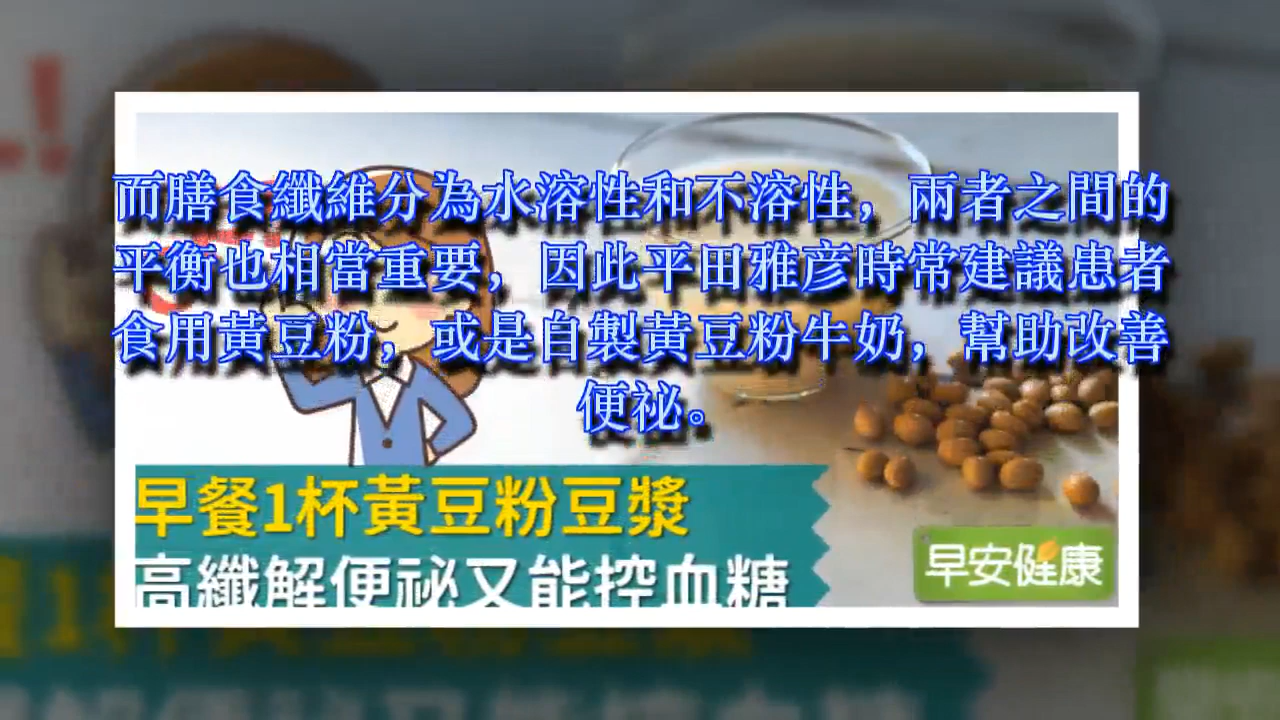 而膳食纖維分為水溶性和不溶性，兩者之間的
平衡也相當重要，因此平田雅彦時常建議患者
食用黃豆粉，或是自製黃豆粉牛奶，幫助改善
便祕。
早餐1杯黃豆粉豆漿
高纖解便祕又能控血糖
早安健康